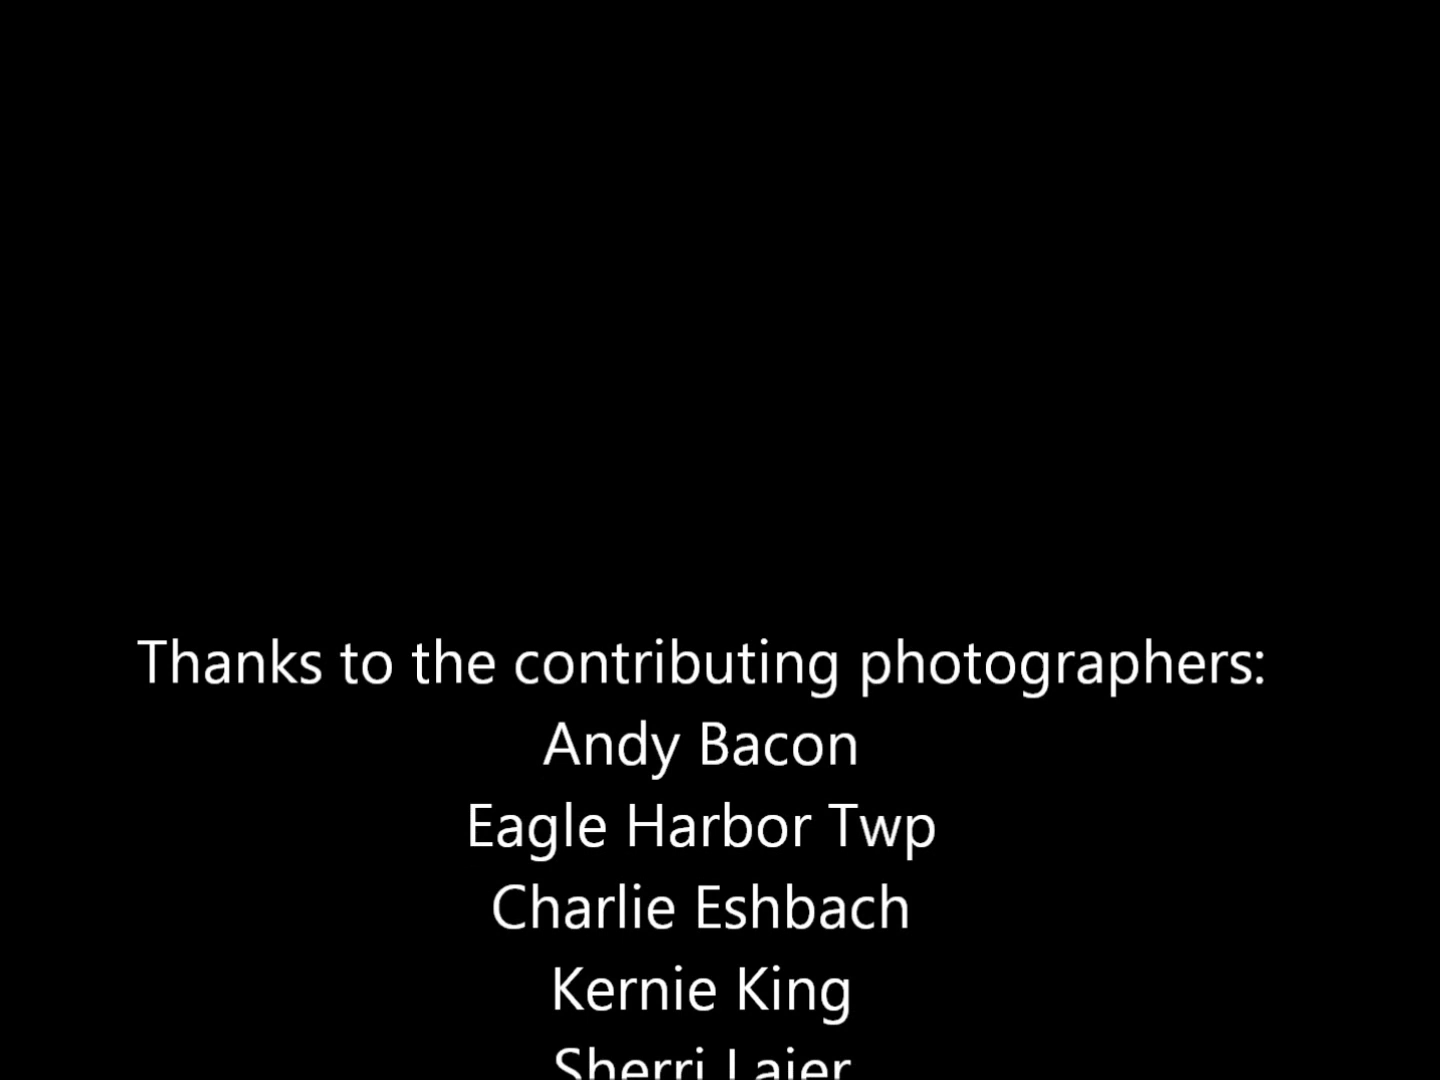 Thanks to the contributing photographers:
Andy Bacon
Eagle Harbor Twp
Charlie Eshbach
Kernie King
Sherri Laier